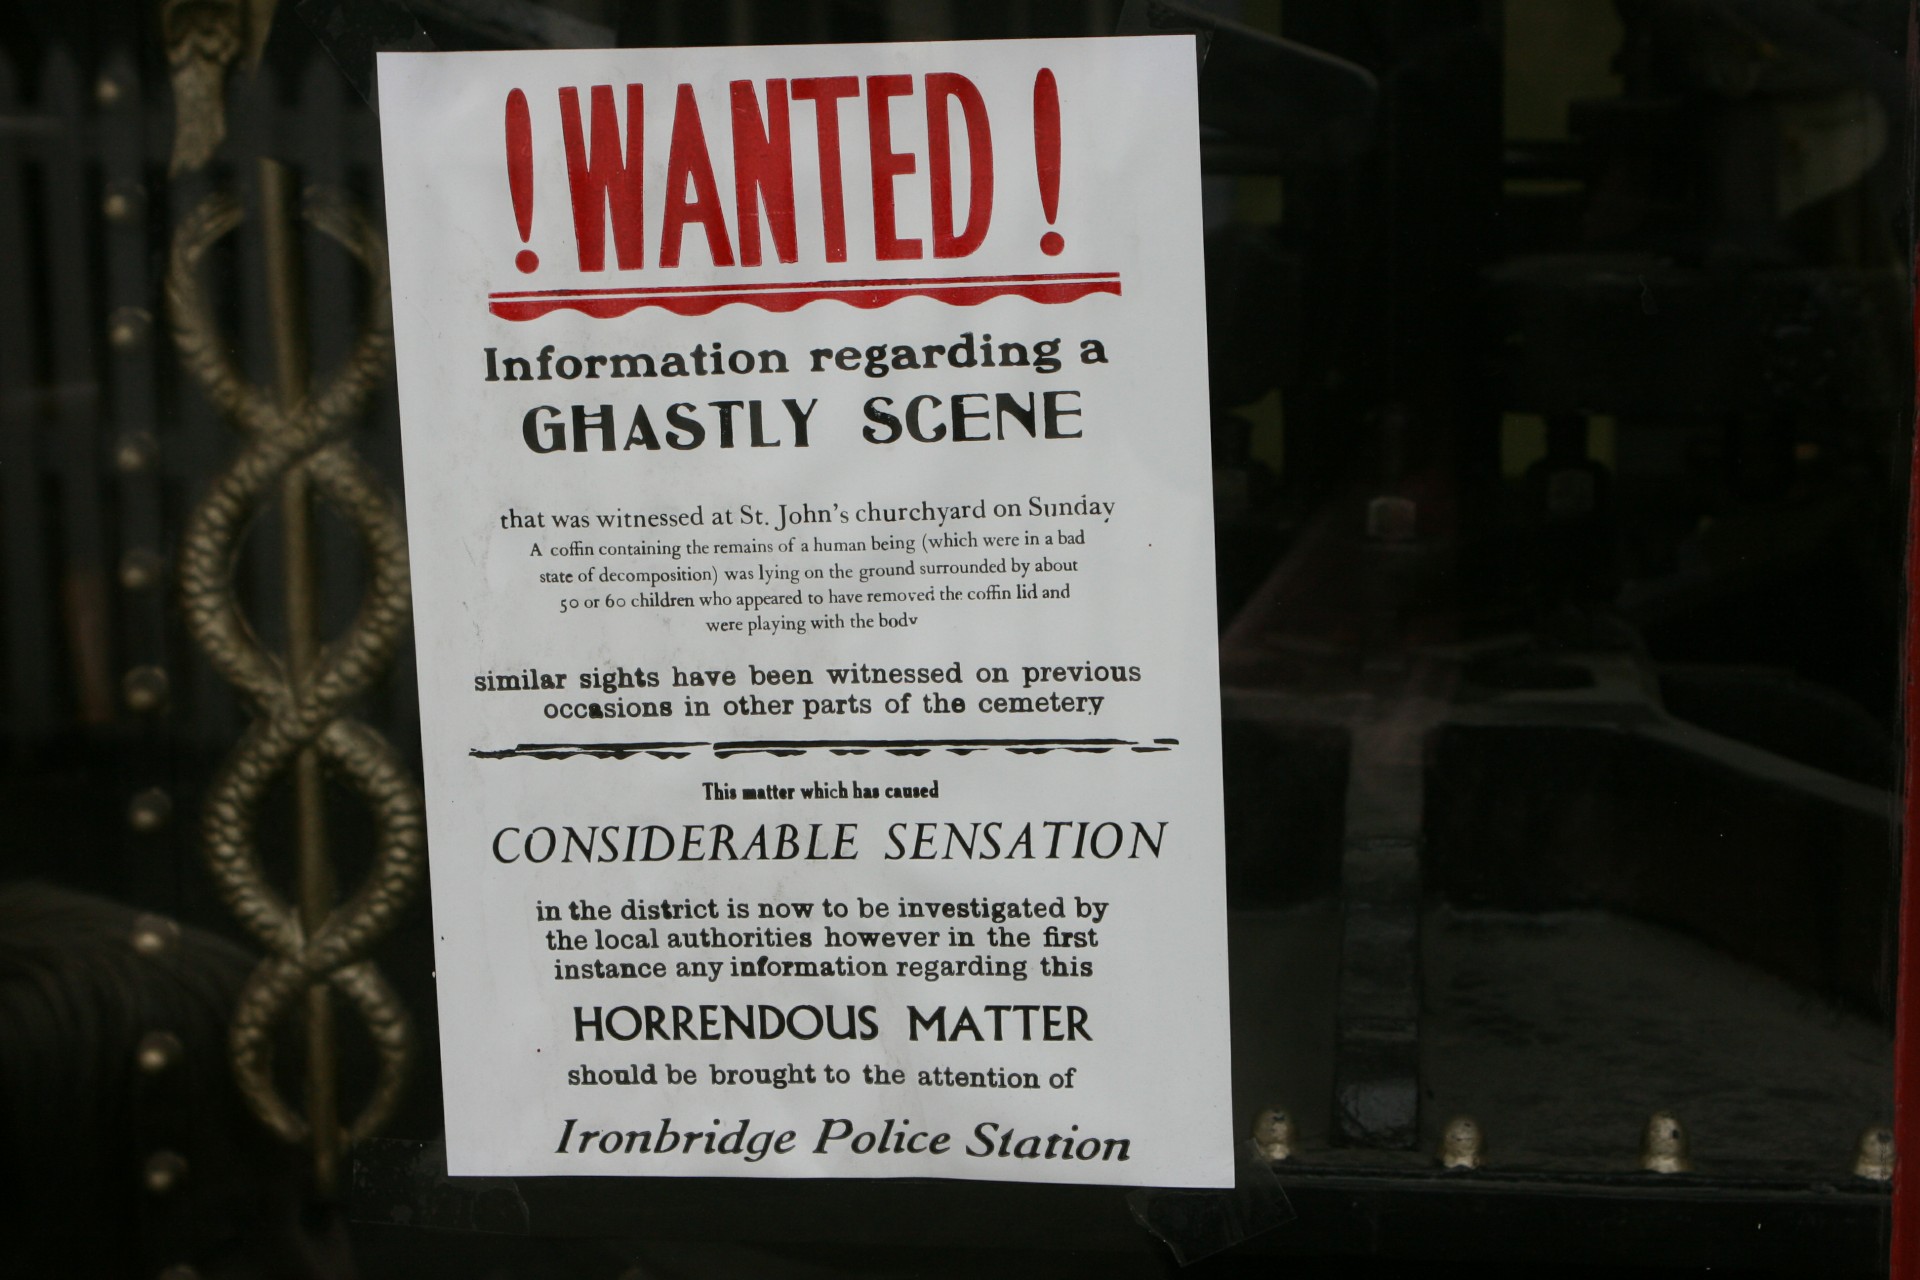 ! WANTED !
Information regarding a
GHASTLY SCENE
that was witnessed at St. John's churchyard on Sunday
A coffin containing the remains of a human being (which were in a bad
state of decomposition) was lying on the ground surrounded by about
50 or 60 children who appeared to have removed the coffin lid and
were playing with the body
similar sights have been witnessed on previous
occasions in other parts of the cemetery
This matter which has caused
CONSIDERABLE SENSATION
in the district is now to be investigated by
the local authorities however in the first
instance any information regarding this
HORRENDOUS MATTER
should be brought to the attention of
Ironbridge Police Station